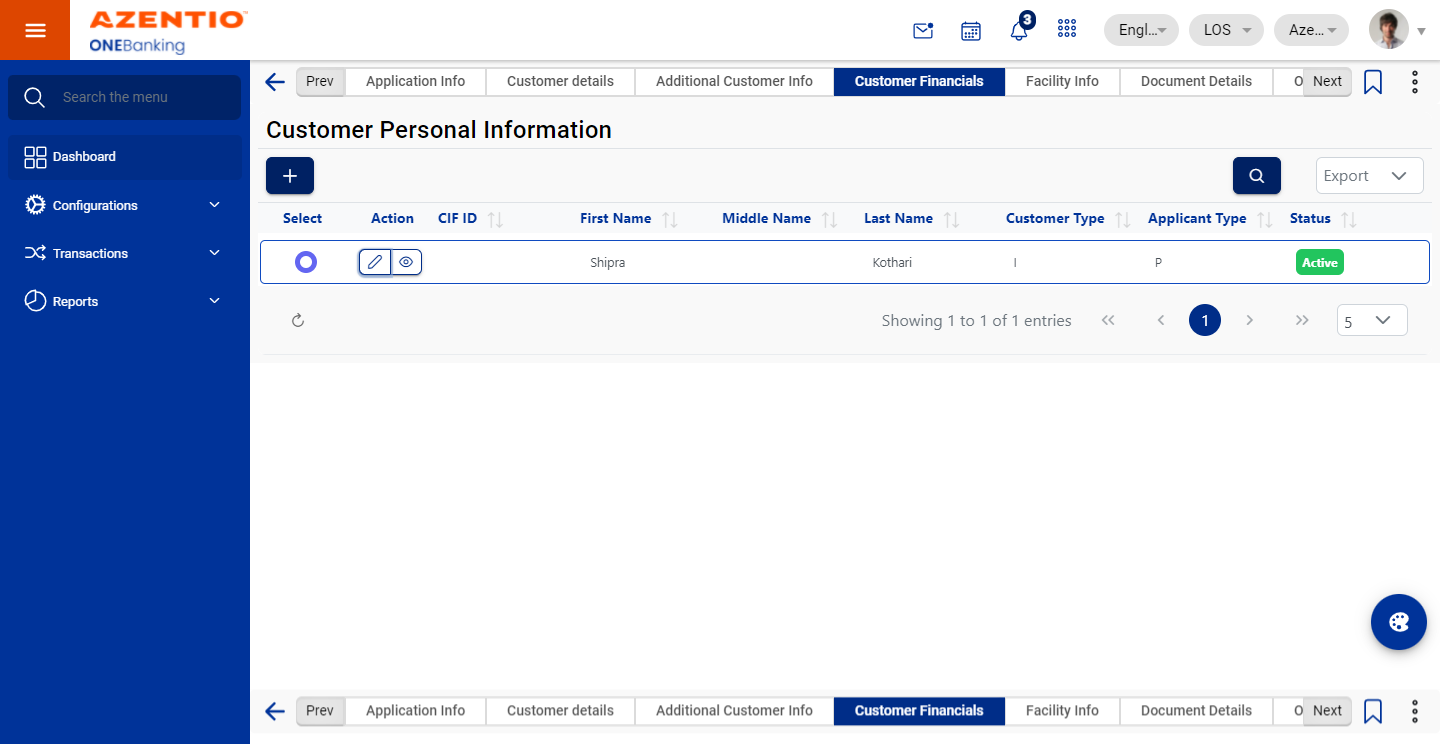 AZENTIO™
ONEBanking
3
Engl...
LOS
Aze...
Search the menu
Dashboard
Configurations
Transactions
Reports
Prev
Application Info
Customer details
Additional Customer Info
Customer Financials
Facility Info
Document Details
O
Next
Customer Personal Information
+
Export
Select Action CIF ID First Name Middle Name Last Name Customer Type Applicant Type Status
Shipra Kothari I P Active
Showing 1 to 1 of 1 entries
1
5
Prev
Application Info
Customer details
Additional Customer Info
Customer Financials
Facility Info
Document Details
O
Next